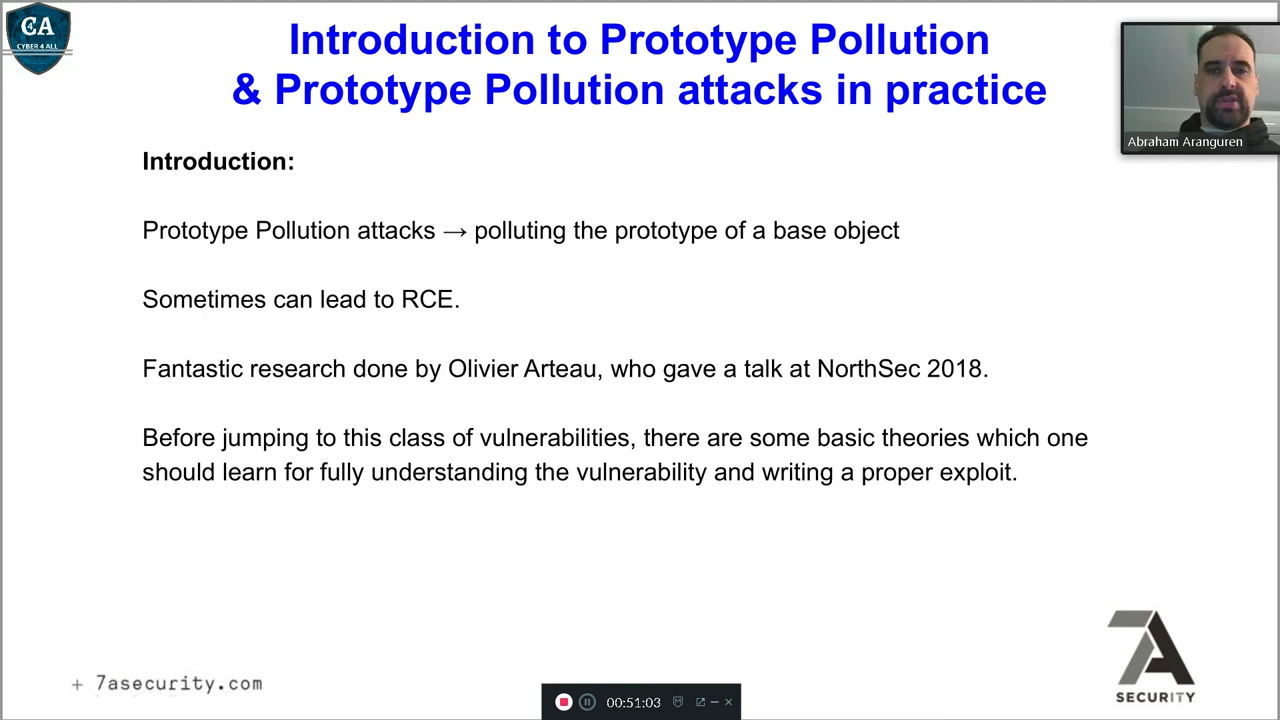 CA
CYBER 4 ALL
Introduction to Prototype Pollution
& Prototype Pollution attacks in practice
Abraham Aranguren
Introduction:
Prototype Pollution attacks → polluting the prototype of a base object
Sometimes can lead to RCE.
Fantastic research done by Olivier Arteau, who gave a talk at NorthSec 2018.
Before jumping to this class of vulnerabilities, there are some basic theories which one
should learn for fully understanding the vulnerability and writing a proper exploit.
+ 7asecurity.com
00:51:03
7A
SECURITY